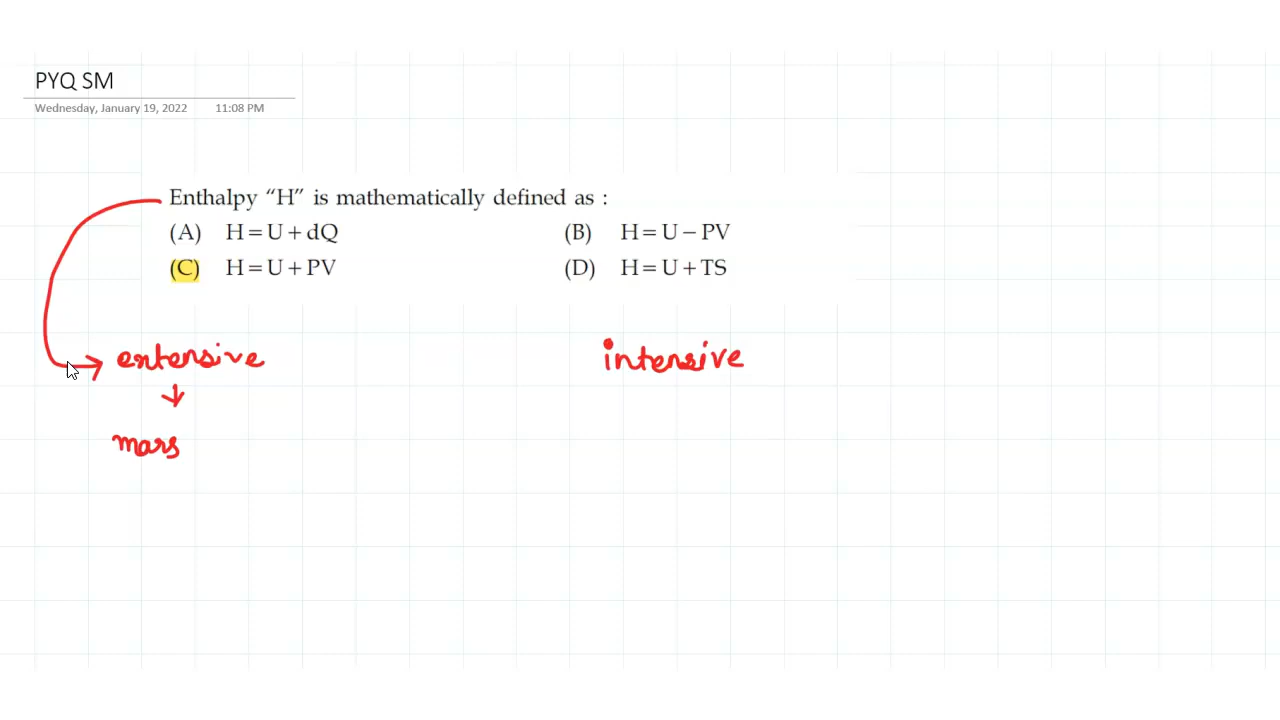 PYQ SM
Wednesday, January 19, 2022 11:08 PM
Enthalpy “H” is mathematically defined as :
(A) H = U + dQ (B) H = U − PV
(C) H = U + PV (D) H = U + TS
extensive intensive
mass